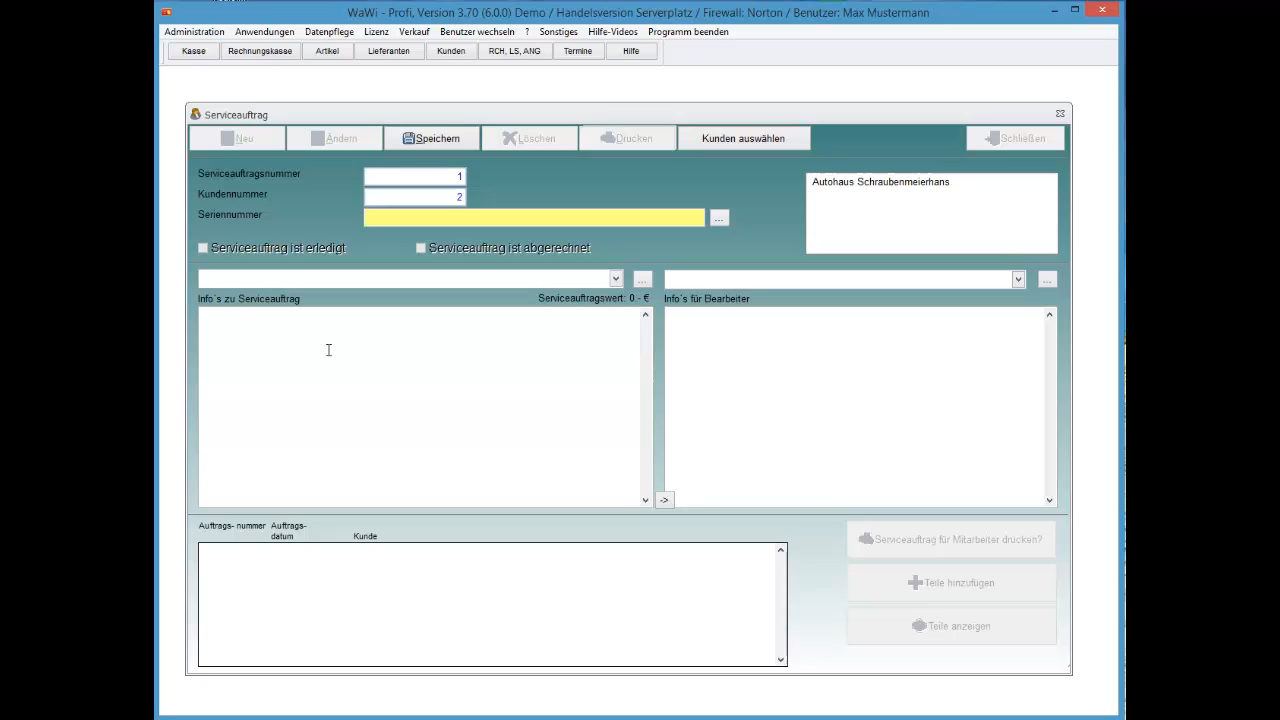 WaWi - Profi, Version 3.70 (6.0.0) Demo / Handelsversion Serverplatz / Firewall: Norton / Benutzer: Max Mustermann
Administration Anwendungen Datenpflege Lizenz Verkauf Benutzer wechseln ? Sonstiges Hilfe-Videos Programm beenden
Kasse Rechnungskasse Artikel Lieferanten Kunden RCH, LS, ANG Termine Hilfe
Serviceauftrag
Neu Ändern Speichern Löschen Drucken Kunden auswählen Schließen
Serviceauftragsnummer 1
Autohaus Schraubenmeierhans
Kundennummer 2
Seriennummer ...
Serviceauftrag ist erledigt Serviceauftrag ist abgerechnet
... ...
Info´s zu Serviceauftrag Serviceauftragswert: 0.- € Info´s für Bearbeiter
->
Auftrags- nummer Auftrags-
datum Kunde
Serviceauftrag für Mitarbeiter drucken?
Teile hinzufügen
Teile anzeigen